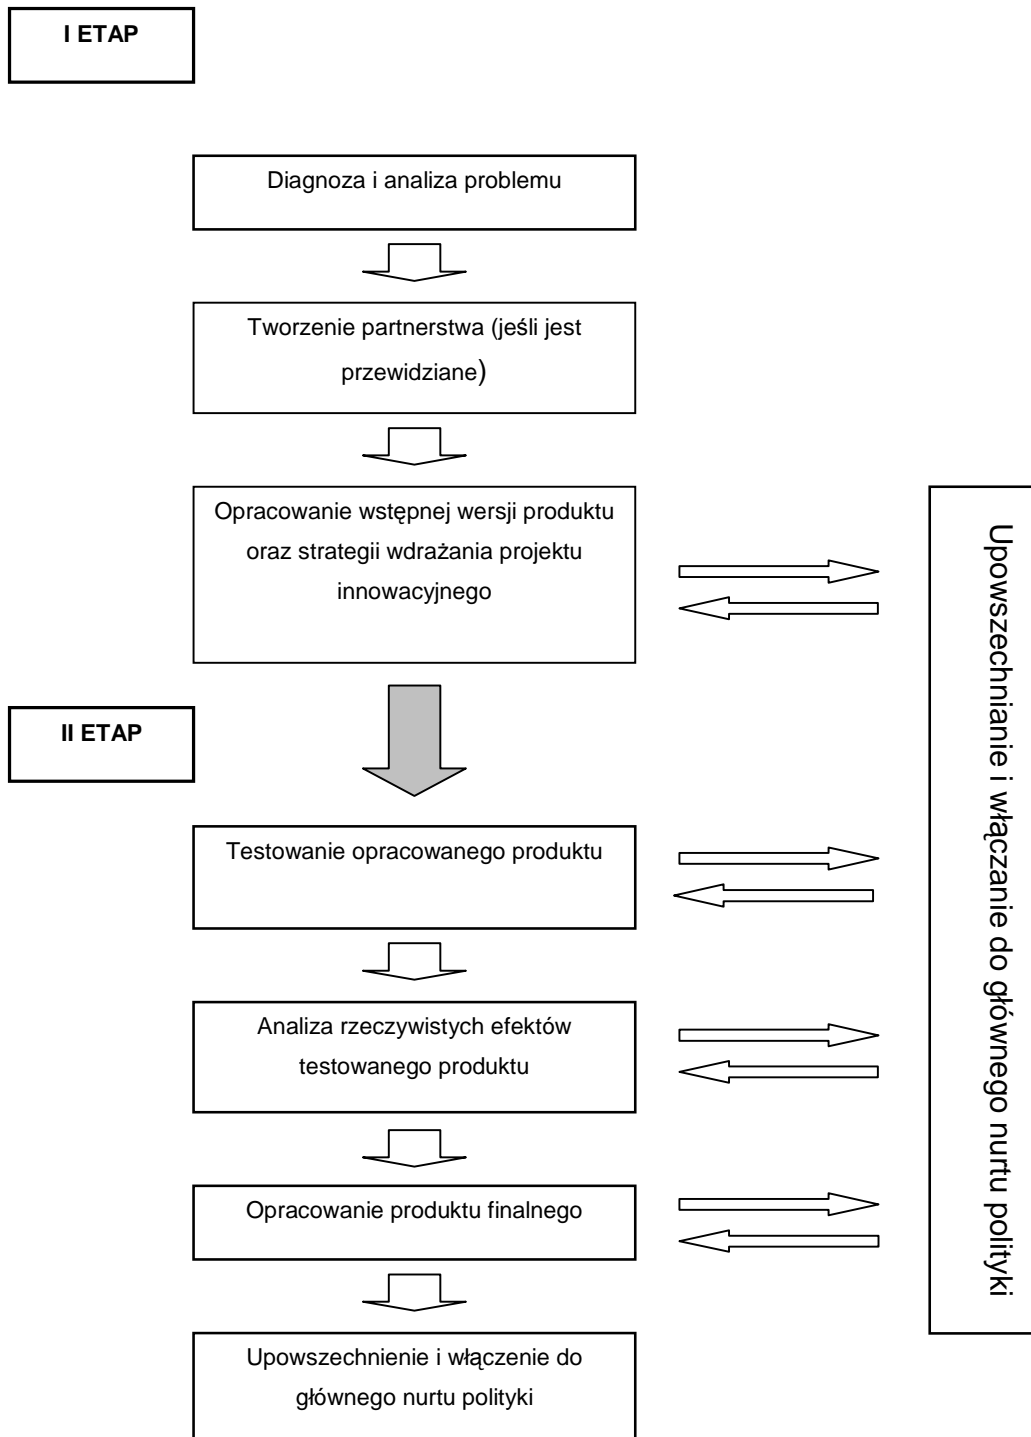 I ETAP
Diagnoza i analiza problemu
Tworzenie partnerstwa (jeśli jest
przewidziane)
Opracowanie wstępnej wersji produktu
oraz strategii wdrażania projektu
innowacyjnego
II ETAP
Testowanie opracowanego produktu
Analiza rzeczywistych efektów
testowanego produktu
Opracowanie produktu finalnego
Upowszechnienie i włączenie do
głównego nurtu polityki
Upowszechnianie i włączanie do głównego nurtu polityki